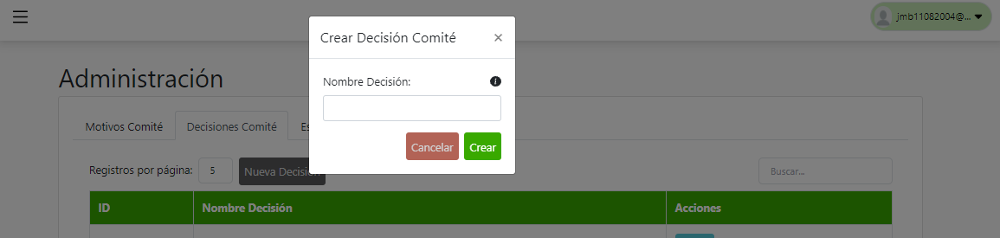 jmb11082004@...
Crear Decisión Comité ×
Nombre Decisión:
Cancelar Crear
Administración
Motivos Comité Decisiones Comité Es
Registros por página: 5 Nueva Decisión Buscar...
ID Nombre Decisión Acciones